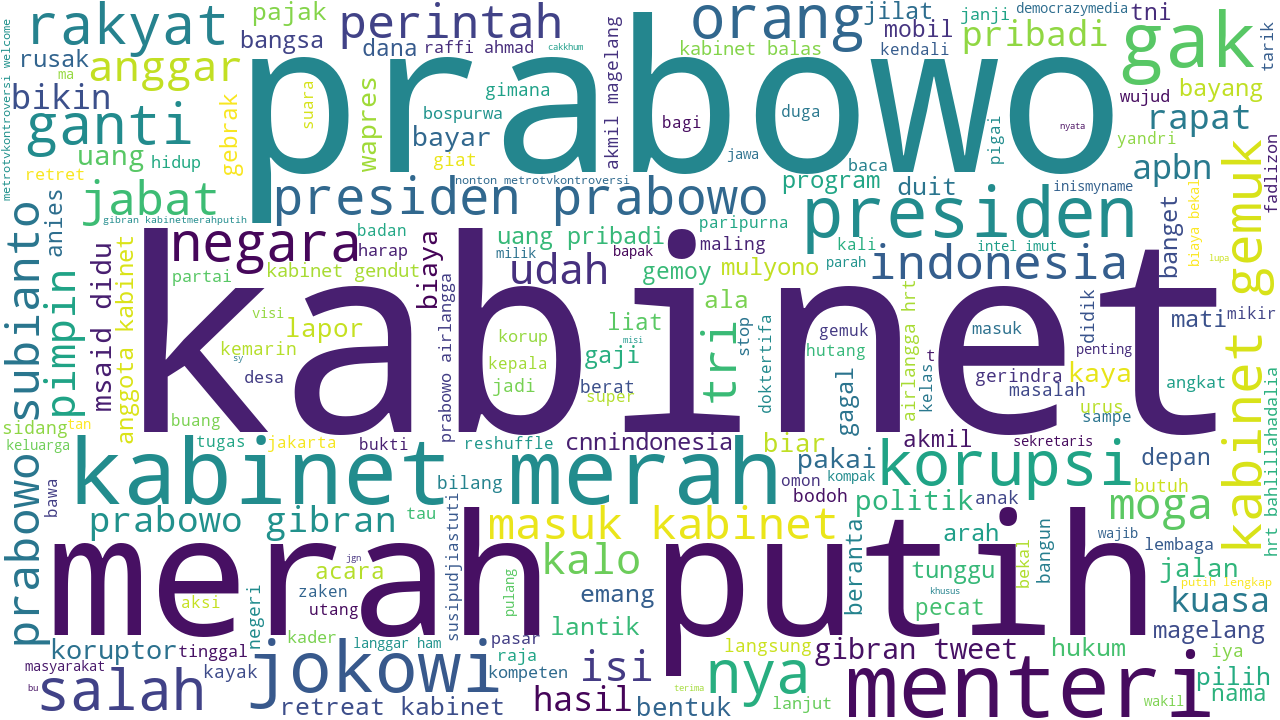 prabowo
kabinet
merah putih
kabinet merah
rakyat
perintah
orang
gak
anggar
bikin
ganti
jabat
presiden prabowo
presiden
negara
indonesia
udah
prabowo subianto
pimpin
kabinet gemuk
korupsi
masuk kabinet
prabowo gibran
kalo
jokowi
salah
isi
nya
menteri
moga
kuasa
tri
rapat
apbn
pribadi
pajak
bangsa
dana
raffi ahmad
cakkhum
rusak
ma
uang
hidup
retret
metrotvkontroversi welcome
gebrak
suara
wapres
gimana
bospurwa
bayar
giat
akmil magelang
kabinet balas
mobil
jilat
kendali
janji
democrazymedia
tni
tarik
bayang
wujud
yandri
fadlizon
bagi
duga
nyata
pigai
jawa
baca
nonton metrotvkontroversi
program
duit
inismyname
banget
biaya bekal
lupa
gibran kabinetmerahputih
anies
msaid didu
anggota kabinet
partai
kabinet gendut
badan
harap
biaya
uang pribadi
milik
bapak
paripurna
maling
kali
parah
intel imut
gemoy
mulyono
visi
lapor
kemarin
sy
desa
prabowo airlangga
korup
kepala
jadi
liat
misi
gaji
berat
super
ala
stop
doktertifa
gemuk
hutang
gagal
airlangga hrt
kelas
masuk
gerindra
masalah
didik
penting
kaya
urus
sampe
mati
mikir
angkat
hrt bahlillahadalia
sidang
tan
keluarga
buang
tugas
jakarta
bukti
reshuffle
cnnindonesia
biar
akmil
sekretaris
depan
bawa
tau
bilang
pakai
omon
bodoh
kompak
politik
anak
butuh
susipudjiastuti
arah
wajib
lembaga
bangun
bekal
beranta
tunggu
jalan
putih lengkap
jgn
acara
zaken
utang
aksi
negeri
kader
pulang
emang
lantik
pecat
khusus
magelang
koruptor
tinggal
langgar ham
pasar
raja
kompeten
langsung
gibran tweet
hukum
iya
masyarakat
kayak
bu
retreat kabinet
hasil
bentuk
terima
lanjut
wakil
pilih
nama